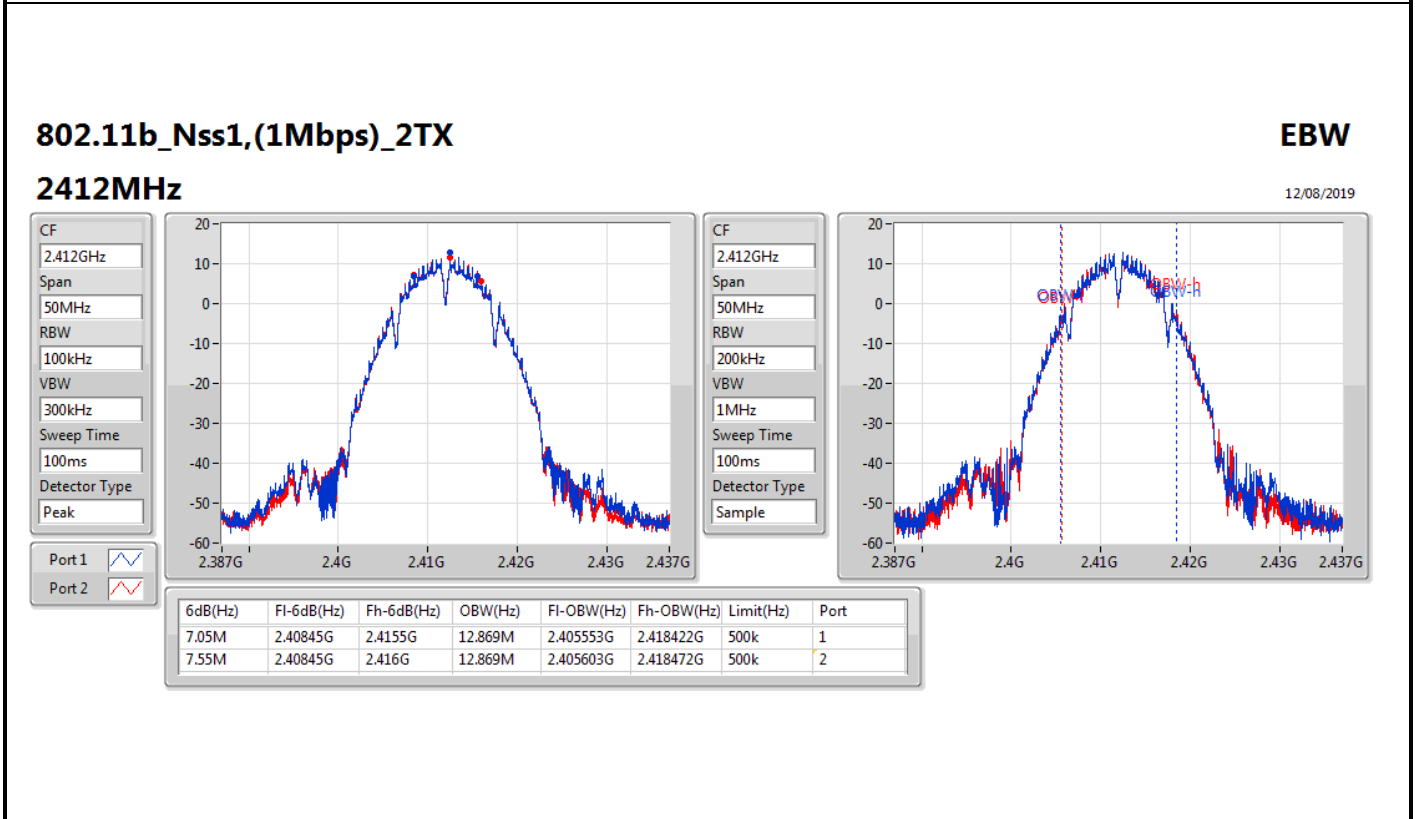 802.11b_Nss1,(1Mbps)_2TX
EBW
2412MHz
12/08/2019
CF
2.412GHz
Span
50MHz
RBW
100kHz
VBW
300kHz
Sweep Time
100ms
Detector Type
Peak
Port 1
Port 2
20
10
0
-10
-20
-30
-40
-50
-60
2.387G 2.4G 2.41G 2.42G 2.43G 2.437G
CF
2.412GHz
Span
50MHz
RBW
200kHz
VBW
1MHz
Sweep Time
100ms
Detector Type
Sample
20
10
0
-10
-20
-30
-40
-50
-60
OBW-h
OBW-h
2.387G 2.4G 2.41G 2.42G 2.43G 2.437G
6dB(Hz) Fl-6dB(Hz) Fh-6dB(Hz) OBW(Hz) Fl-OBW(Hz) Fh-OBW(Hz) Limit(Hz) Port
7.05M 2.40845G 2.4155G 12.869M 2.405553G 2.418422G 500k 1
7.55M 2.40845G 2.416G 12.869M 2.405603G 2.418472G 500k 2